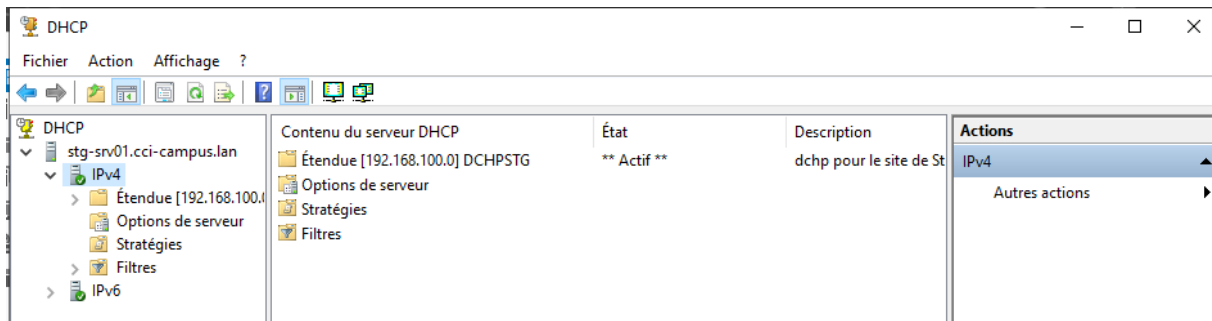 DHCP
Fichier Action Affichage ?
DHCP
stg-srv01.cci-campus.lan
IPv4
Étendue [192.168.100.0
Options de serveur
Stratégies
Filtres
IPv6
Contenu du serveur DHCP État Description
Étendue [192.168.100.0] DCHPSTG ** Actif ** dchp pour le site de St
Options de serveur
Stratégies
Filtres
Actions
IPv4
Autres actions